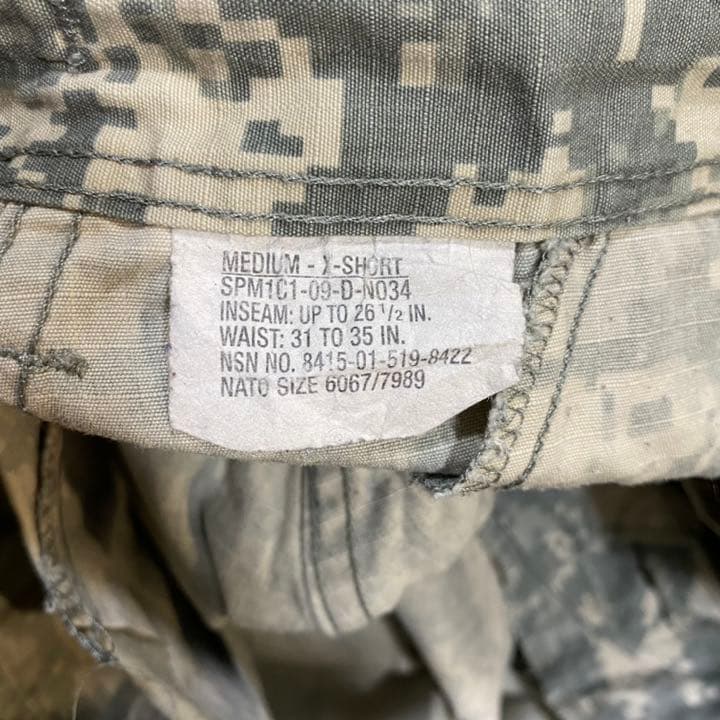 MEDIUM - X-SHORT
SPM1C1-09-D-N034
INSEAM: UP TO 26 1/2 IN.
WAIST: 31 TO 35 IN.
NSN NO. 8415-01-519-8422
NATO SIZE 6067/7989